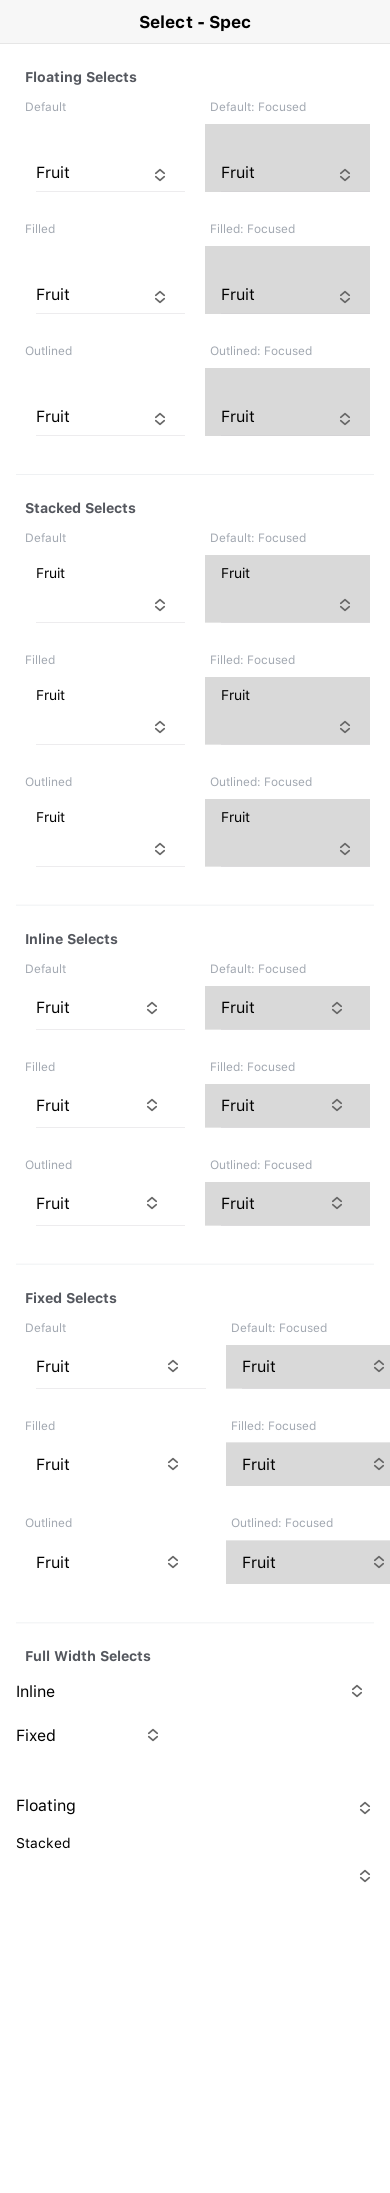 Select - Spec
Floating Selects
Default Default: Focused
Fruit Fruit
Filled Filled: Focused
Fruit Fruit
Outlined Outlined: Focused
Fruit Fruit
Stacked Selects
Default Default: Focused
Fruit Fruit
Filled Filled: Focused
Fruit Fruit
Outlined Outlined: Focused
Fruit Fruit
Inline Selects
Default Default: Focused
Fruit Fruit
Filled Filled: Focused
Fruit Fruit
Outlined Outlined: Focused
Fruit Fruit
Fixed Selects
Default Default: Focused
Fruit Fruit
Filled Filled: Focused
Fruit Fruit
Outlined Outlined: Focused
Fruit Fruit
Full Width Selects
Inline
Fixed
Floating
Stacked